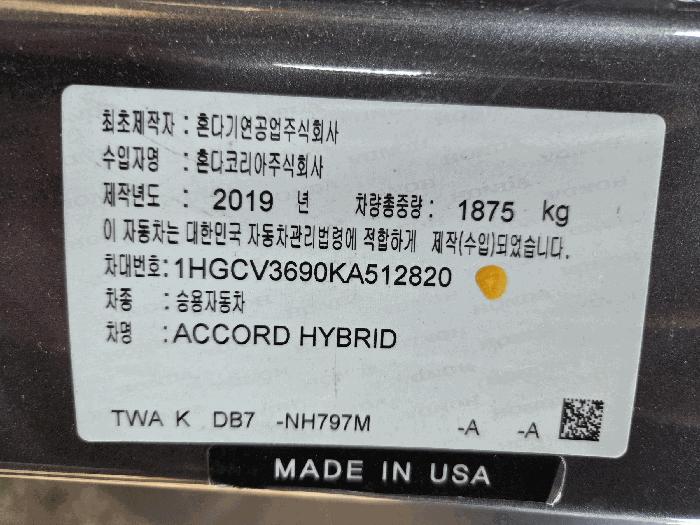 최초제작자 : 혼다기연공업주식회사
수입자명 : 혼다코리아주식회사
제작년도 : 2019 년 차량총중량 : 1875 kg
이 자동차는 대한민국 자동차관리법령에 적합하게 제작(수입)되었습니다.
차대번호 : 1HGCV3690KA512820
차종 : 승용자동차
차명 : ACCORD HYBRID
TWA K DB7 -NH797M -A -A
MADE IN USA